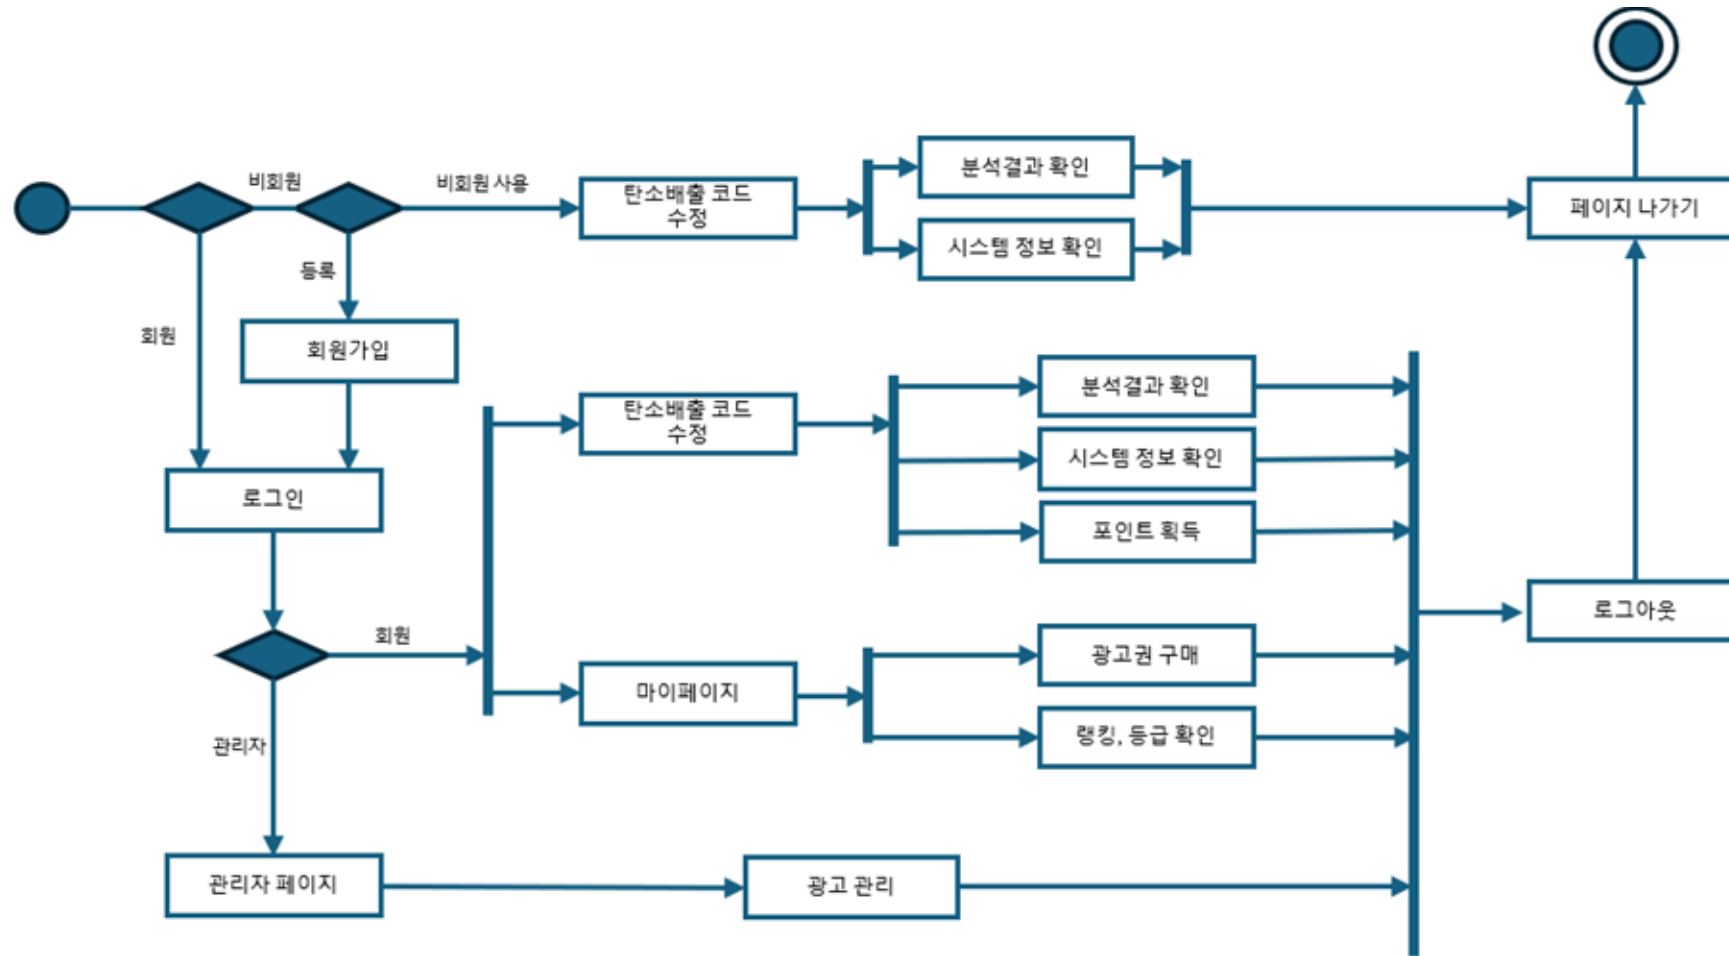 비회원
비회원 사용
탄소배출 코드
수정
분석결과 확인
시스템 정보 확인
페이지 나가기
등록
회원
회원가입
로그인
탄소배출 코드
수정
분석결과 확인
시스템 정보 확인
포인트 획득
회원
마이페이지
광고권 구매
랭킹, 등급 확인
로그아웃
관리자
관리자 페이지
광고 관리